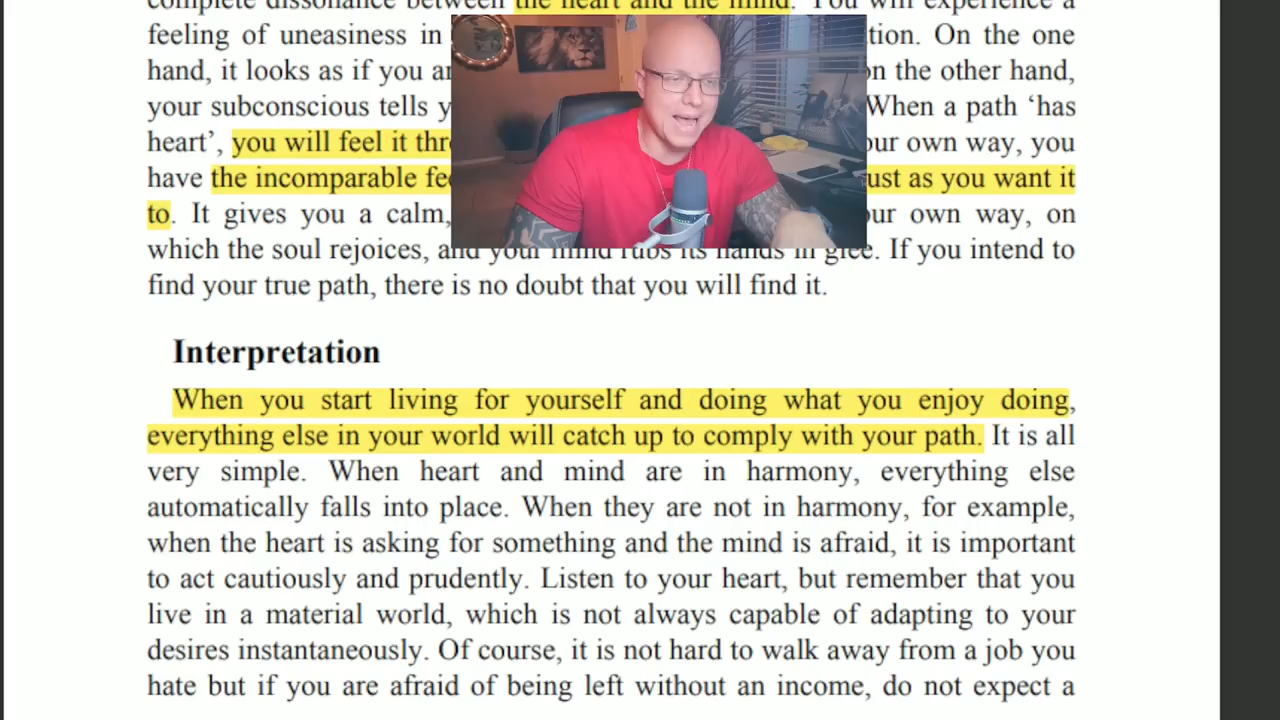 complete dissonance between the heart and the mind. You will experience a
feeling of uneasiness in tion. On the one
hand, it looks as if you on the other hand,
your subconscious tells When a path ‘has
heart’, you will feel it own way, you
have the incomparable as you want it
to. It gives you a calm, own way, on
which the soul rejoices, and your mind rubs its hands in glee. If you intend to
find your true path, there is no doubt that you will find it.
Interpretation
When you start living for yourself and doing what you enjoy doing,
everything else in your world will catch up to comply with your path. It is all
very simple. When heart and mind are in harmony, everything else
automatically falls into place. When they are not in harmony, for example,
when the heart is asking for something and the mind is afraid, it is important
to act cautiously and prudently. Listen to your heart, but remember that you
live in a material world, which is not always capable of adapting to your
desires instantaneously. Of course, it is not hard to walk away from a job you
hate but if you are afraid of being left without an income, do not expect a